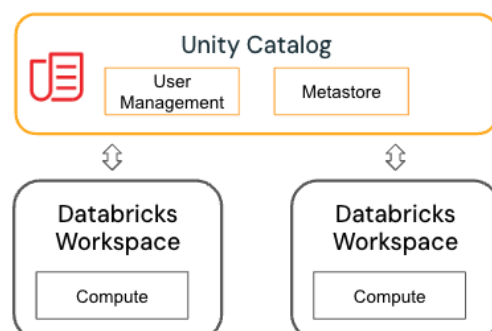 Unity Catalog
User
Management
Metastore
Databricks
Workspace
Compute
Databricks
Workspace
Compute